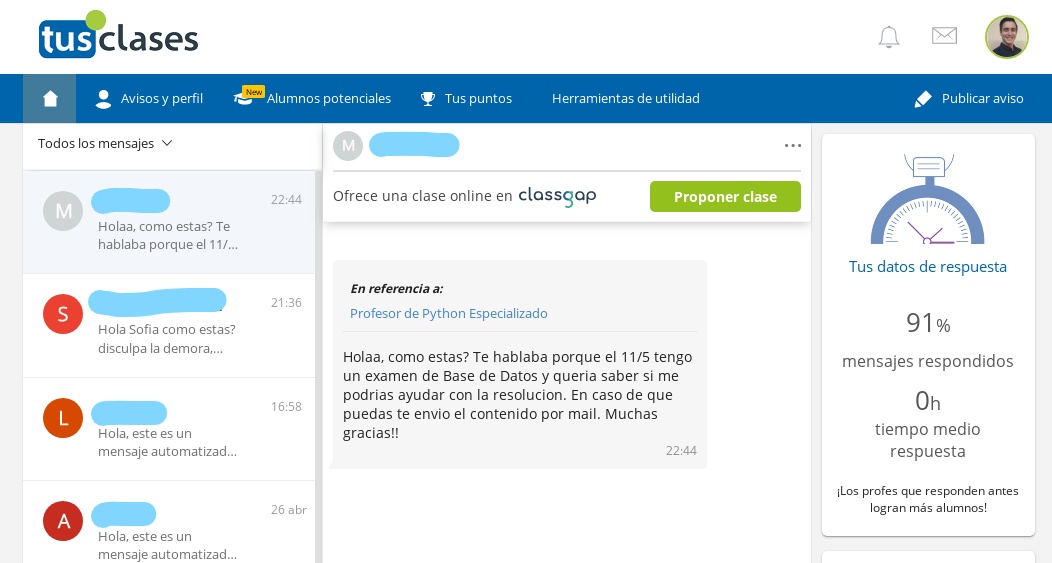 tusclases
Avisos y perfil
New
Alumnos potenciales
Tus puntos
Herramientas de utilidad
Publicar aviso
Todos los mensajes
M
22:44
Holaa, como estas? Te
hablaba porque el 11/...
S
21:36
Hola Sofia como estas?
disculpa la demora,...
L
16:58
Hola, este es un
mensaje automatizad...
A
26 abr
Hola, este es un
mensaje automatizad...
M
Ofrece una clase online en classgap
Proponer clase
En referencia a:
Profesor de Python Especializado
Holaa, como estas? Te hablaba porque el 11/5 tengo
un examen de Base de Datos y queria saber si me
podrias ayudar con la resolucion. En caso de que
puedas te envio el contenido por mail. Muchas
gracias!!
22:44
Tus datos de respuesta
91%
mensajes respondidos
0h
tiempo medio
respuesta
¡Los profes que responden antes
logran más alumnos!